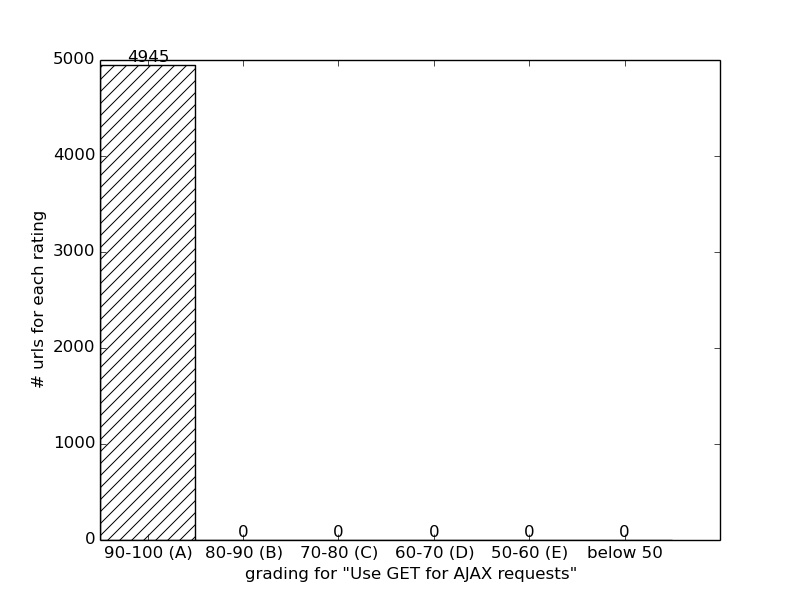 4945
5000
4000
3000
2000
1000
0
# urls for each rating
0 0 0 0 0
90-100 (A) 80-90 (B) 70-80 (C) 60-70 (D) 50-60 (E) below 50
grading for "Use GET for AJAX requests"